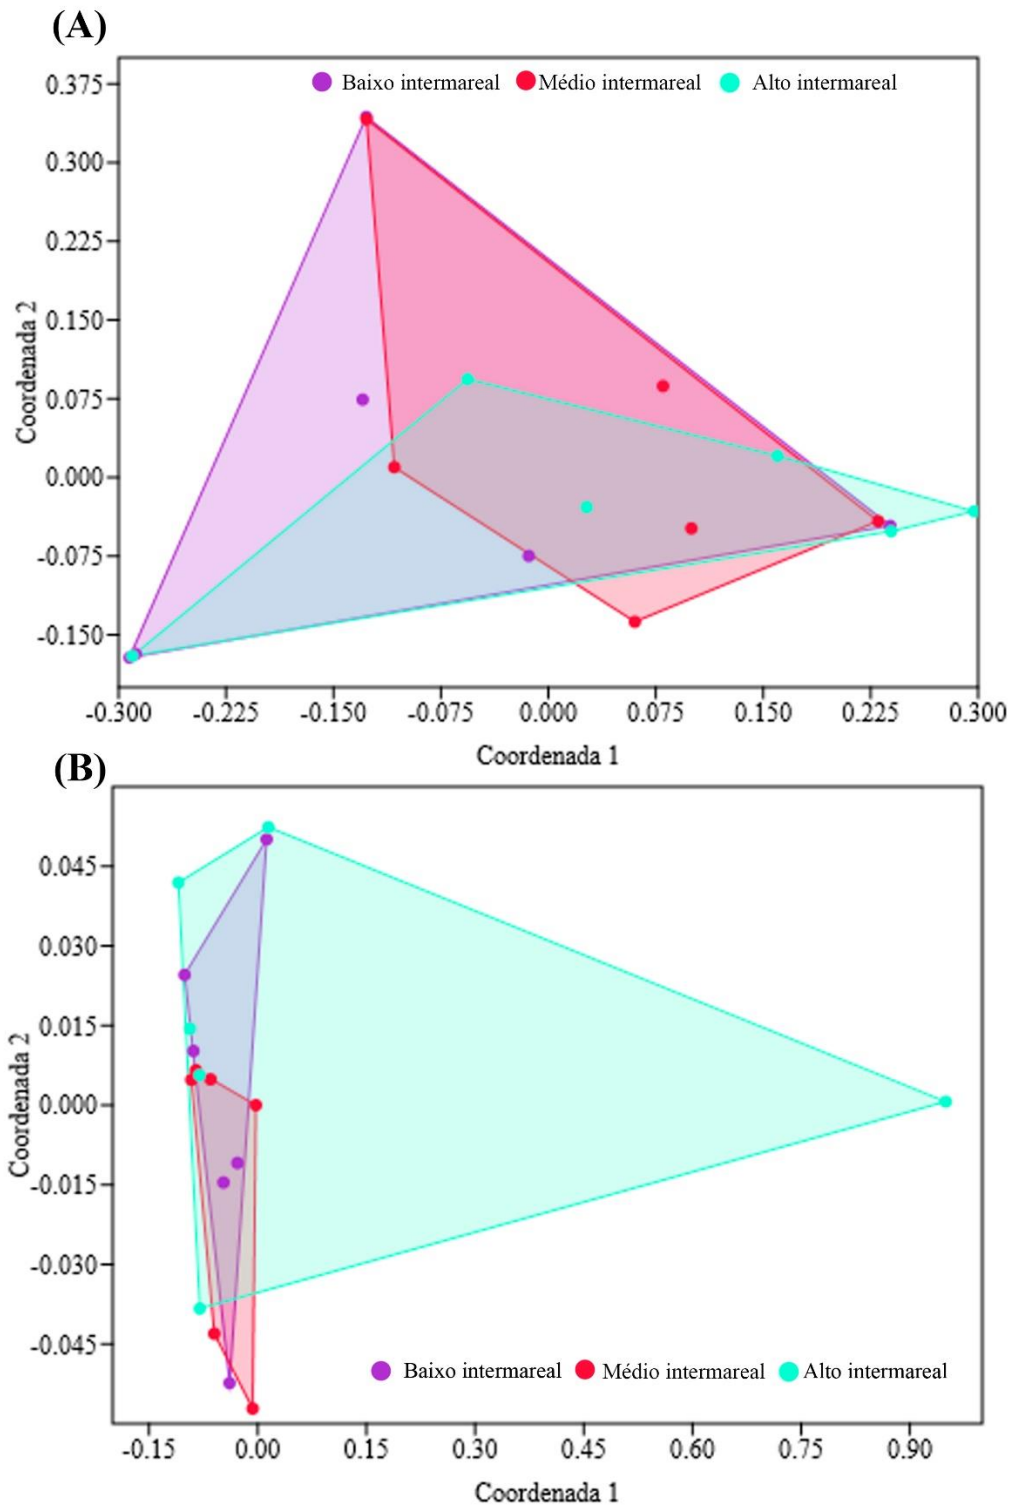 (A)
Baixo intermareal Médio intermareal Alto intermareal
0.375
0.300
0.225
0.150
0.075
0.000
-0.075
-0.150
Coordenada 2
-0.300 -0.225 -0.150 -0.075 0.000 0.075 0.150 0.225 0.300
Coordenada 1
(B)
0.045
0.030
0.015
0.000
-0.015
-0.030
-0.045
Coordenada 2
Baixo intermareal Médio intermareal Alto intermareal
-0.15 0.00 0.15 0.30 0.45 0.60 0.75 0.90
Coordenada 1